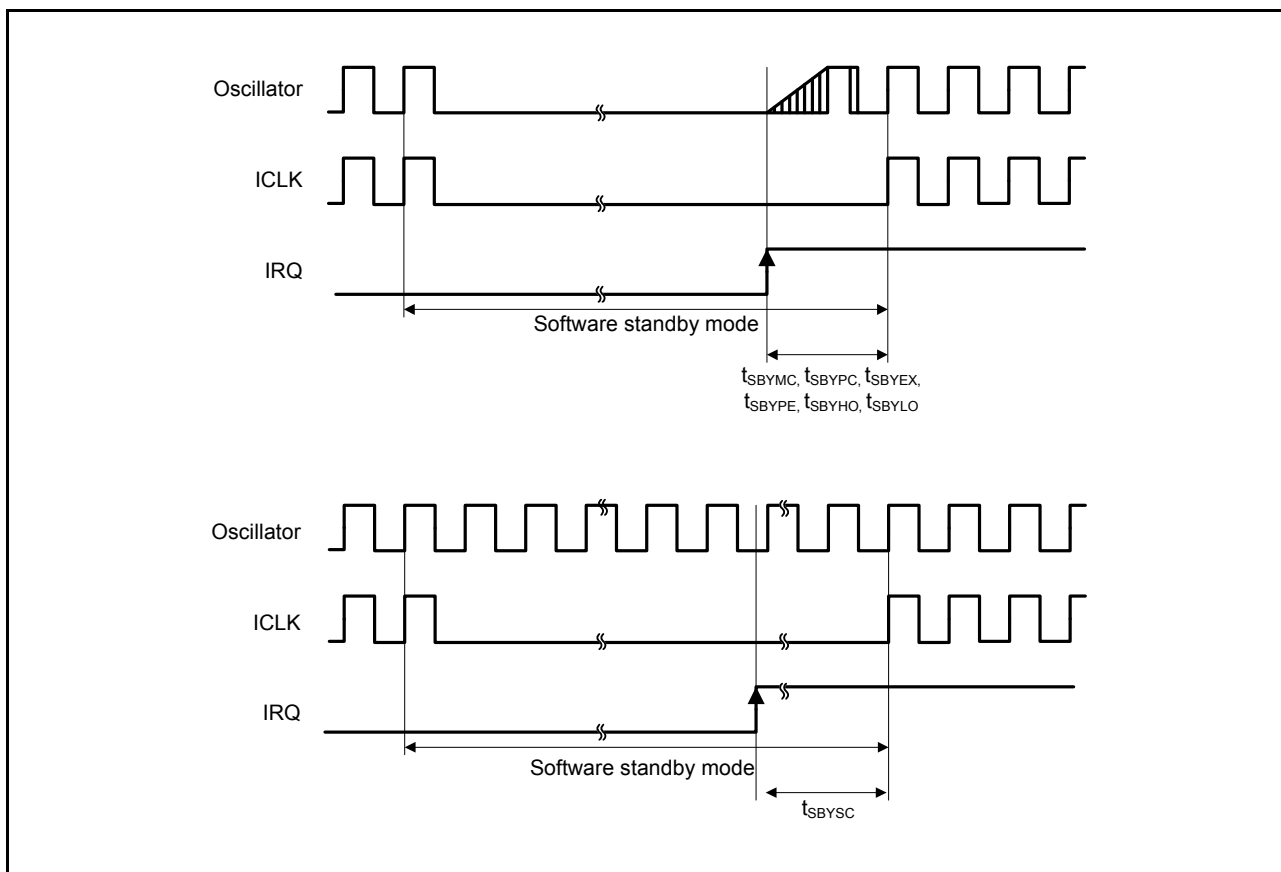 Oscillator
ICLK
IRQ
Software standby mode
tSBYMC, tSBYPC, tSBYEX,
tSBYPE, tSBYHO, tSBYLO
Oscillator
ICLK
IRQ
Software standby mode
tSBYSC